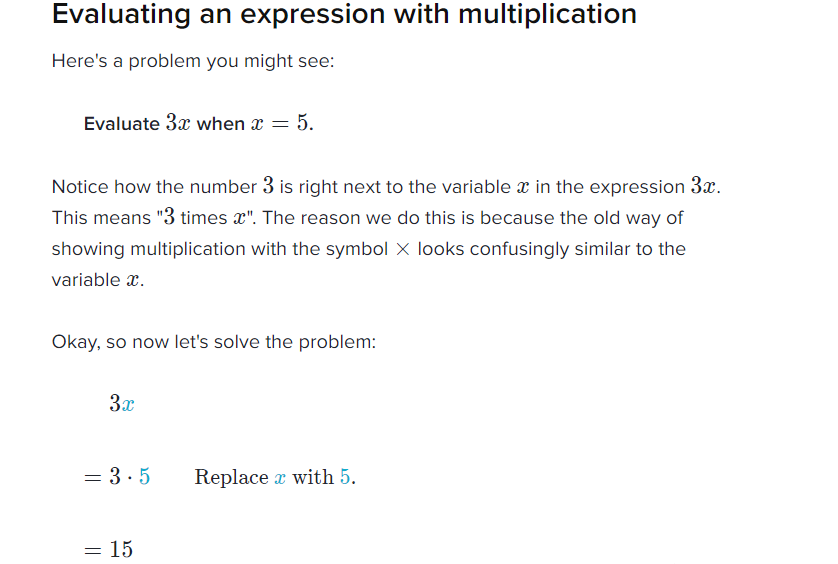 Evaluating an expression with multiplication
Here's a problem you might see:
Evaluate 3x when x = 5.
Notice how the number 3 is right next to the variable x in the expression 3x.
This means "3 times x". The reason we do this is because the old way of
showing multiplication with the symbol × looks confusingly similar to the
variable x.
Okay, so now let's solve the problem:
3x
= 3 · 5 Replace x with 5.
= 15